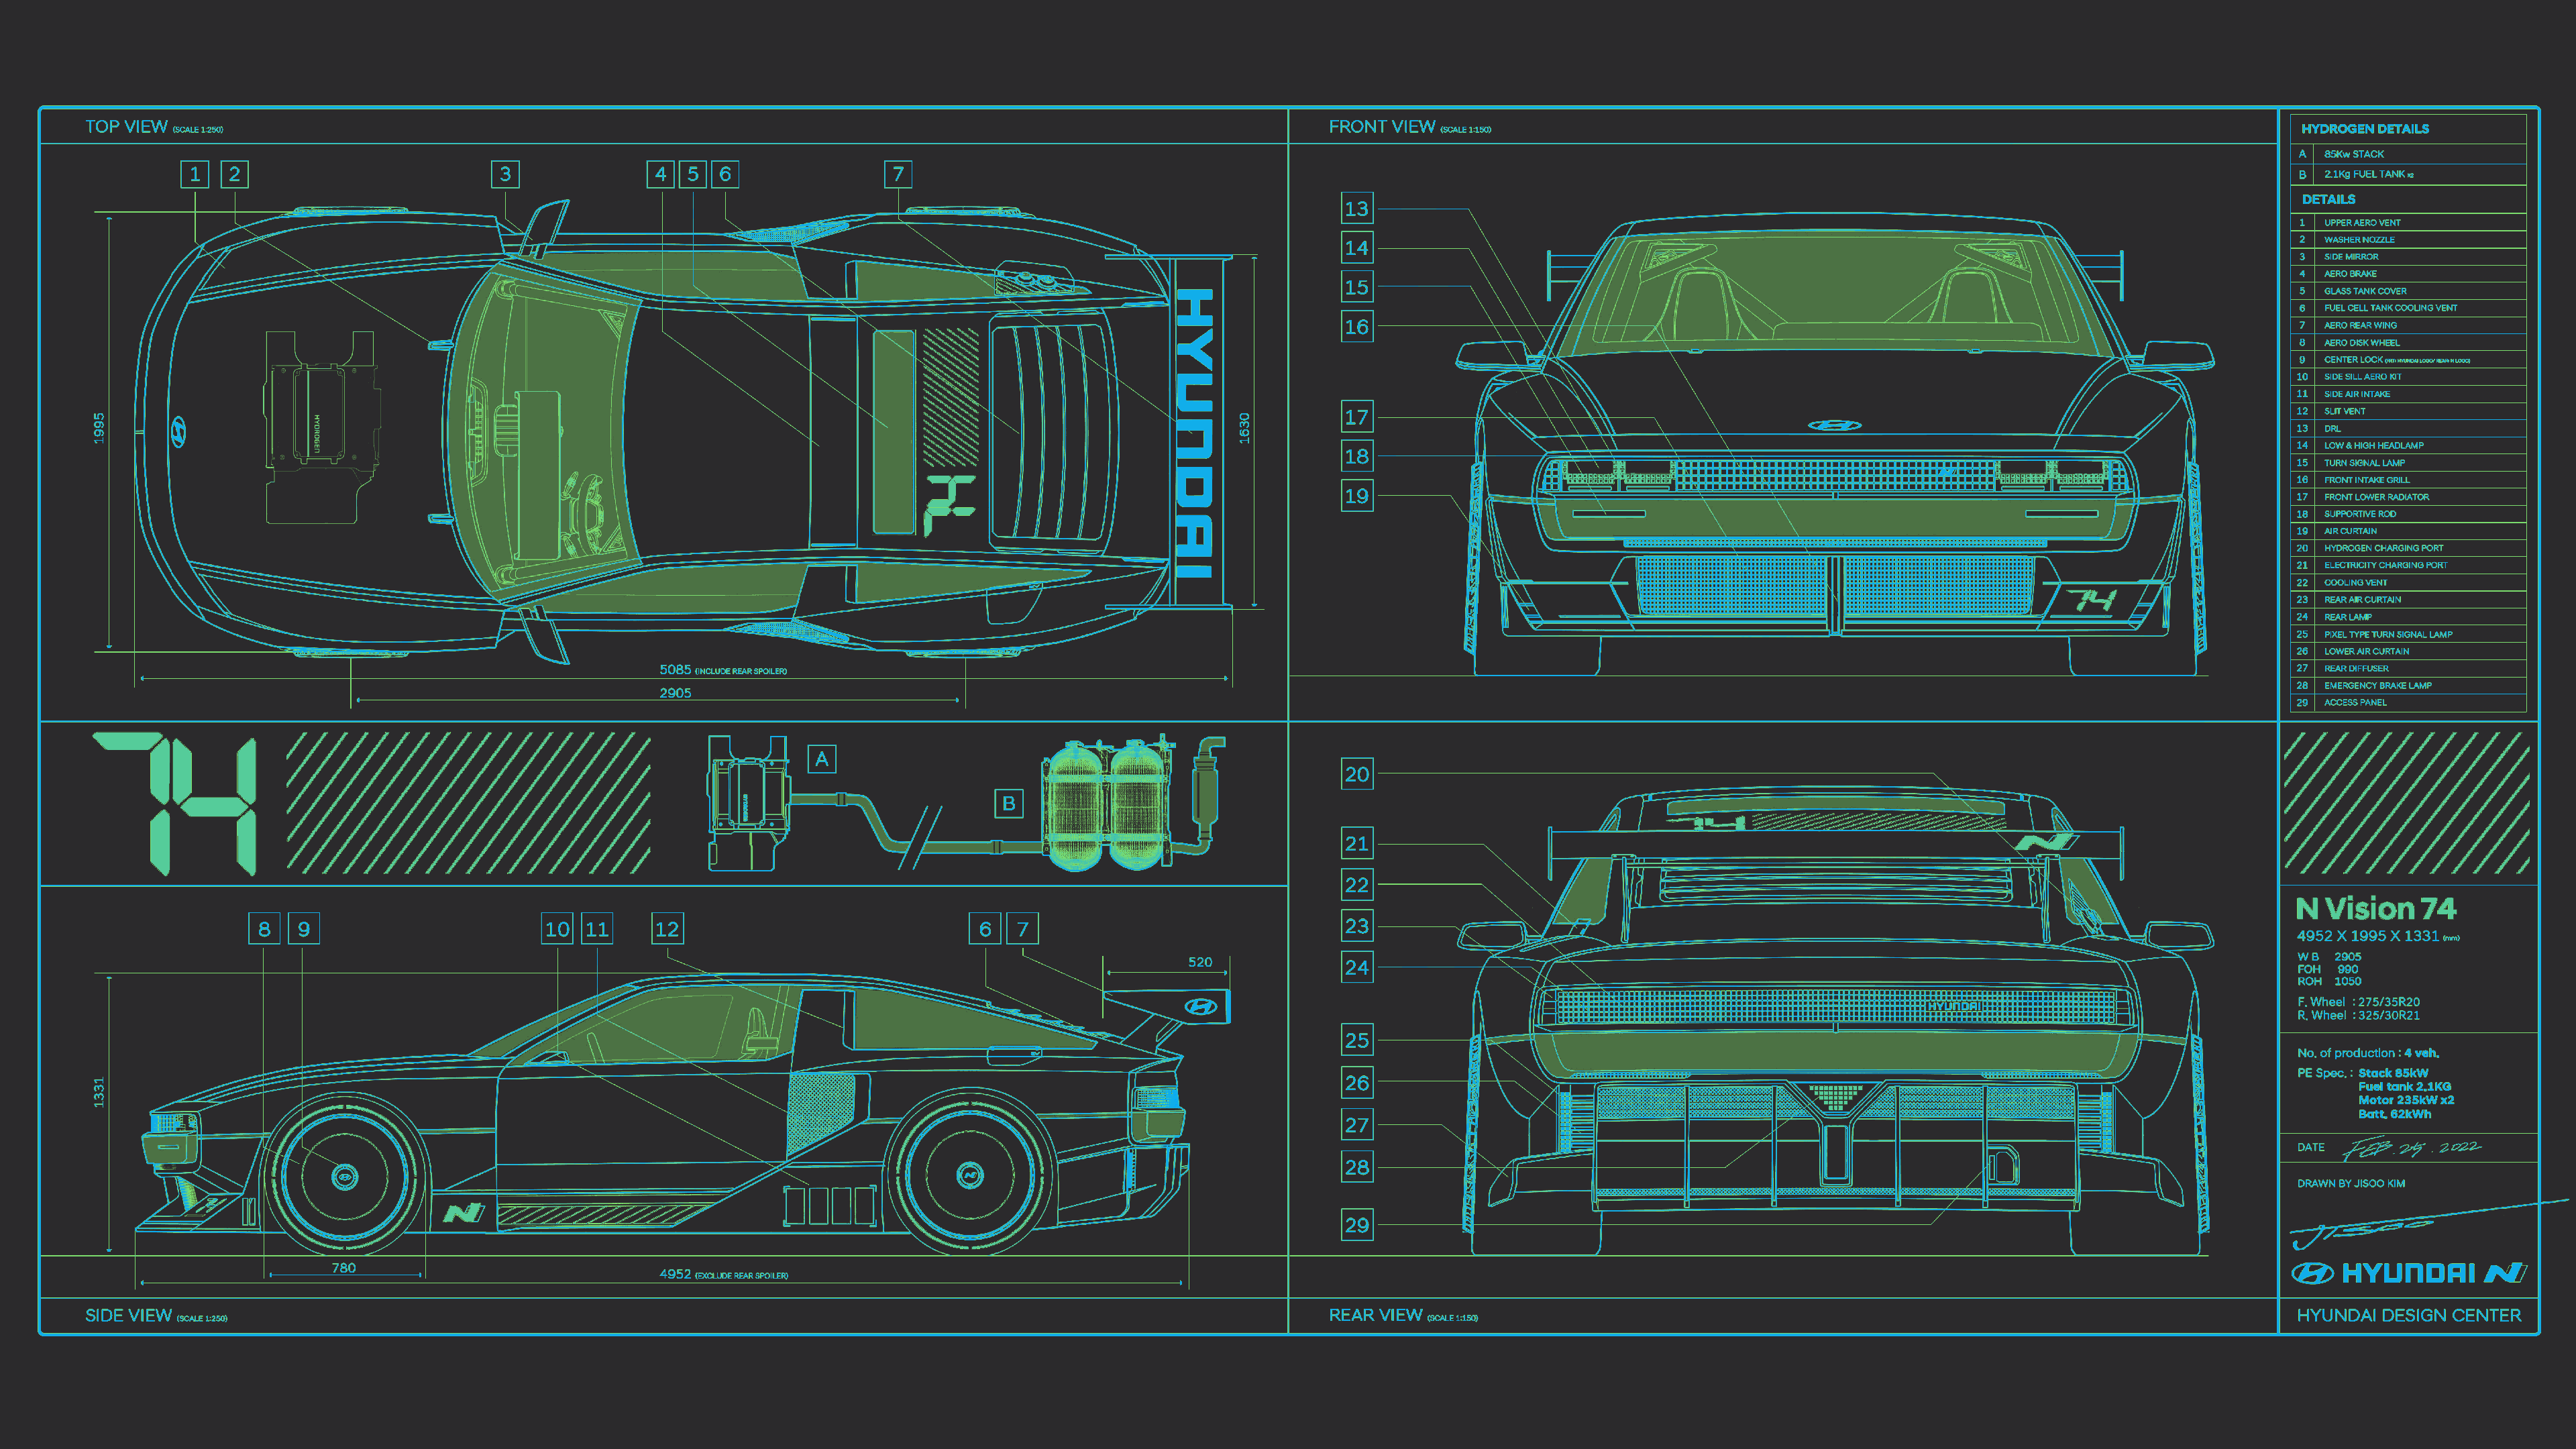 TOP VIEW (SCALE 1:250)
1 2 3 4 5 6 7
1995
HYDROGEN
74
HYUNDAI
1630
5085 (INCLUDE REAR SPOILER)
2905
FRONT VIEW (SCALE 1:150)
13
14
15
16
17
18
19
74
HYDROGEN DETAILS
A 85Kw STACK
B 2.1Kg FUEL TANK x2
DETAILS
1 UPPER AERO VENT
2 WASHER NOZZLE
3 SIDE MIRROR
4 AERO BRAKE
5 GLASS TANK COVER
6 FUEL CELL TANK COOLING VENT
7 AERO REAR WING
8 AERO DISK WHEEL
9 CENTER LOCK
10 SIDE SILL AERO KIT
11 SIDE AIR INTAKE
12 SLIT VENT
13 DRL
14 LOW & HIGH HEADLAMP
15 TURN SIGNAL LAMP
16 FRONT INTAKE GRILL
17 FRONT LOWER RADIATOR
18 SUPPORTIVE ROD
19 AIR CURTAIN
20 HYDROGEN CHARGING PORT
21 ELECTRICITY CHARGING PORT
22 COOLING VENT
23 REAR AIR CURTAIN
24 REAR LAMP
25 PIXEL TYPE TURN SIGNAL LAMP
26 LOWER AIR CURTAIN
27 REAR DIFFUSER
28 EMERGENCY BRAKE LAMP
29 ACCESS PANEL
74
A
B
8 9 10 11 12 6 7
520
1331
N
780
4952 (EXCLUDE REAR SPOILER)
SIDE VIEW (SCALE 1:250)
20
21
22
23
24
25
26
27
28
29
74
N
HYUNDAI
REAR VIEW (SCALE 1:150)
N Vision 74
4952 X 1995 X 1331 (mm)
W B 2905
FOH 990
ROH 1050
F. Wheel : 275/35R20
R. Wheel : 325/30R21
No. of production : 4 veh.
PE Spec. : Stack 85kW
Fuel tank 2.1KG
Motor 235kW x2
Batt. 62kWh
DATE FEB . 25 . 2022
DRAWN BY JISOO KIM
JISOO
HYUNDAI N
HYUNDAI DESIGN CENTER